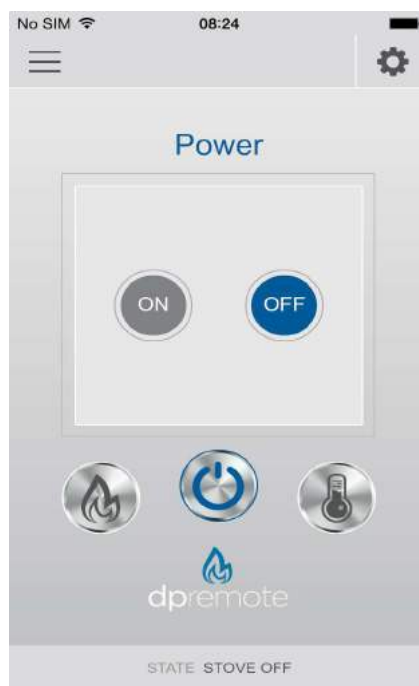 No SIM 08:24
Power
ON OFF
dpremote
STATE STOVE OFF